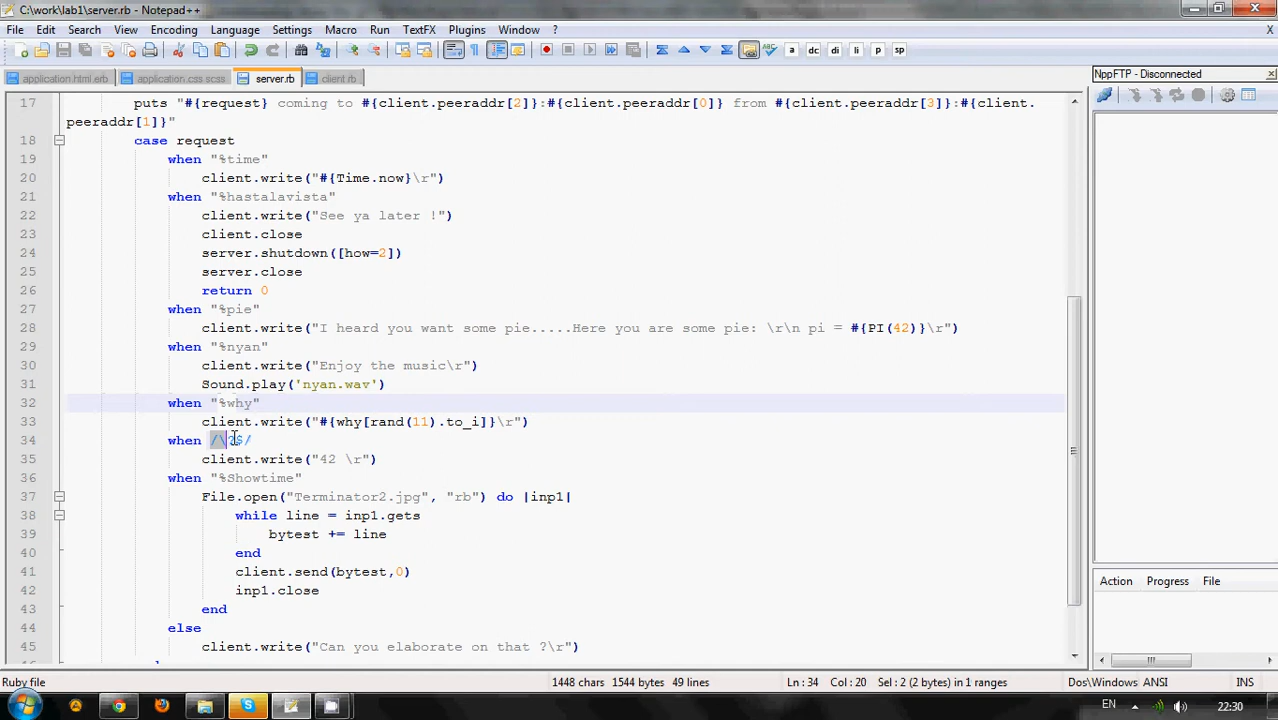 C:\work\lab1\server.rb - Notepad++
File Edit Search View Encoding Language Settings Macro Run TextFX Plugins Window ? X
a dc di li p sp
application.html.erb application.css.scss server.rb client.rb
NppFTP - Disconnected
17 puts "#{request} coming to #{client.peeraddr[2]}:#{client.peeraddr[0]} from #{client.peeraddr[3]}:#{client.
peeraddr[1]}"
18 case request
19 when "%time"
20 client.write("#{Time.now}\r")
21 when "%hastalavista"
22 client.write("See ya later !")
23 client.close
24 server.shutdown([how=2])
25 server.close
26 return 0
27 when "%pie"
28 client.write("I heard you want some pie.....Here you are some pie: \r\n pi = #{PI(42)}\r")
29 when "%nyan"
30 client.write("Enjoy the music\r")
31 Sound.play('nyan.wav')
32 when "%why"
33 client.write("#{why[rand(11).to_i]}\r")
34 when /\?$/
35 client.write("42 \r")
36 when "%Showtime"
37 File.open("Terminator2.jpg", "rb") do |inp1|
38 while line = inp1.gets
39 bytest += line
40 end
41 client.send(bytest,0)
42 inp1.close
43 end
44 else
45 client.write("Can you elaborate on that ?\r")
Action Progress File
Ruby file 1448 chars 1544 bytes 49 lines Ln : 34 Col : 20 Sel : 2 (2 bytes) in 1 ranges Dos\Windows ANSI INS
EN 22:30